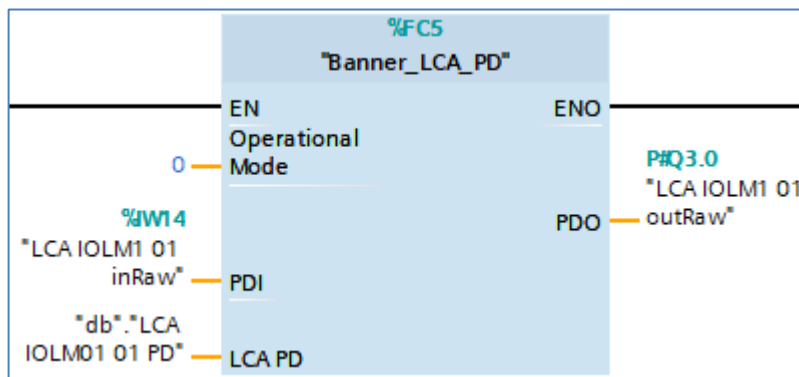 %FC5
"Banner_LCA_PD"
EN
ENO
Operational
Mode
0
P#Q3.0
"LCA IOLM1 01
outRaw"
PDO
%IW14
"LCA IOLM1 01
inRaw"
PDI
"db"."LCA
IOLM01 01 PD"
LCA PD